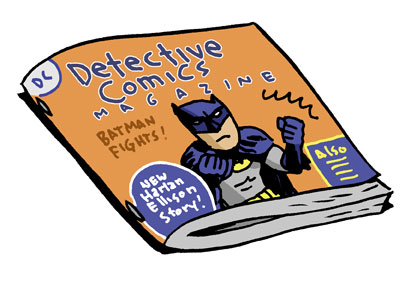 DC
Detective
Comics
MAGAZINE
BATMAN
FIGHTS!
NEW
Harlan
Ellison
Story!
Also